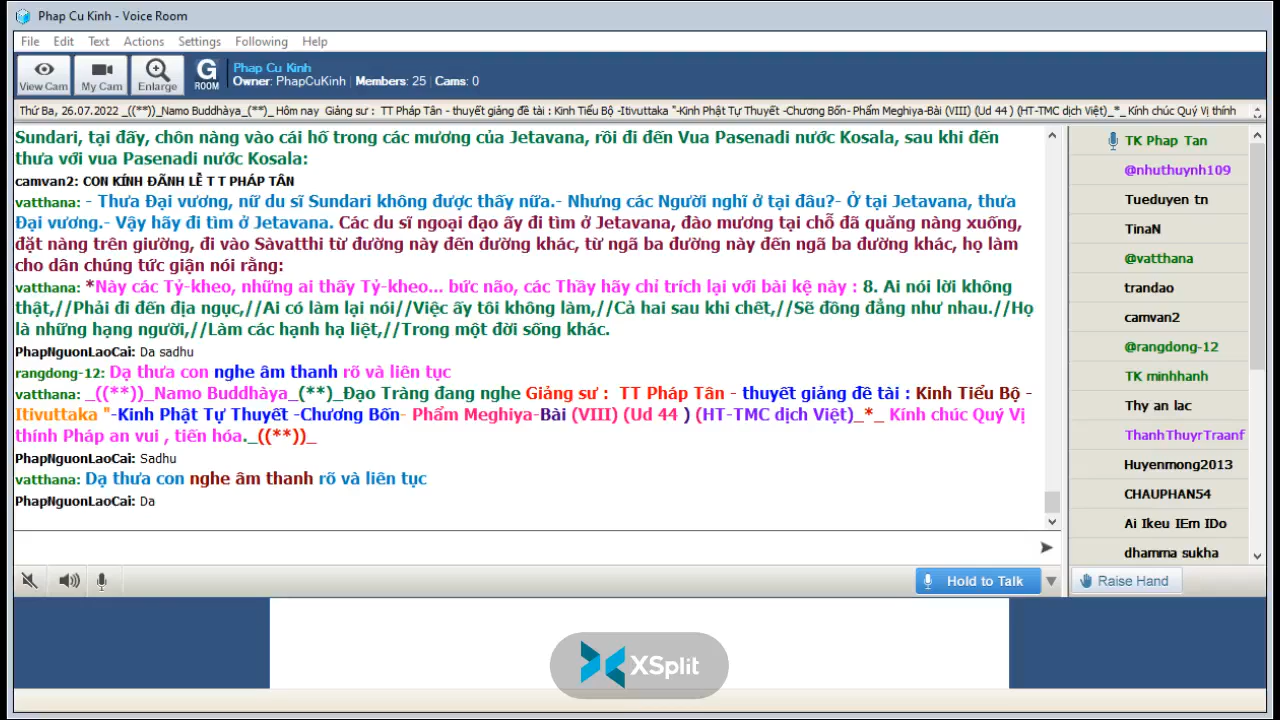 Phap Cu Kinh - Voice Room
File Edit Text Actions Settings Following Help
View Cam
My Cam
Enlarge
G
ROOM
Phap Cu Kinh
Owner: PhapCuKinh | Members: 25 | Cams: 0
Thứ Ba, 26.07.2022 _((**))_Namo Buddhàya_(**)_ Hôm nay Giảng sư : TT Pháp Tân - thuyết giảng đề tài : Kinh Tiểu Bộ -Itivuttaka "-Kinh Phật Tự Thuyết -Chương Bốn- Phẩm Meghiya-Bài (VIII) (Ud 44 ) (HT-TMC dịch Việt)_*_ Kính chúc Quý Vị thính
Sundari, tại đấy, chôn nàng vào cái hố trong các mương của Jetavana, rồi đi đến Vua Pasenadi nước Kosala, sau khi đến
thưa với vua Pasenadi nước Kosala:
camvan2: CON KÍNH ĐÃNH LỄ T T PHÁP TÂN
vatthana: - Thưa Đại vương, nữ du sĩ Sundari không được thấy nữa.- Nhưng các Người nghĩ ở tại đâu?- Ở tại Jetavana, thưa
Đại vương.- Vậy hãy đi tìm ở Jetavana. Các du sĩ ngoại đạo ấy đi tìm ở Jetavana, đào mương tại chỗ đã quăng nàng xuống,
đặt nàng trên giường, đi vào Sàvatthi từ đường này đến đường khác, từ ngã ba đường này đến ngã ba đường khác, họ làm
cho dân chúng tức giận nói rằng:
vatthana: *Này các Tỷ-kheo, những ai thấy Tỷ-kheo... bức não, các Thầy hãy chỉ trích lại với bài kệ này : 8. Ai nói lời không
thật,//Phải đi đến địa ngục,//Ai có làm lại nói//Việc ấy tôi không làm,//Cả hai sau khi chết,//Sẽ đồng đẳng như nhau.//Họ
là những hạng người,//Làm các hạnh hạ liệt,//Trong một đời sống khác.
PhapNguonLaoCai: Da sadhu
rangdong-12: Dạ thưa con nghe âm thanh rõ và liên tục
vatthana: _((**))_Namo Buddhàya_(**)_Đạo Tràng đang nghe Giảng sư : TT Pháp Tân - thuyết giảng đề tài : Kinh Tiểu Bộ -
Itivuttaka "-Kinh Phật Tự Thuyết -Chương Bốn- Phẩm Meghiya-Bài (VIII) (Ud 44 ) (HT-TMC dịch Việt)_*_ Kính chúc Quý Vị
thính Pháp an vui , tiến hóa._((**))_
PhapNguonLaoCai: Sadhu
vatthana: Dạ thưa con nghe âm thanh rõ và liên tục
PhapNguonLaoCai: Da
TK Phap Tan
@nhuthuynh109
Tueduyen tn
TinaN
@vatthana
trandao
camvan2
@rangdong-12
TK minhhanh
Thy an lac
ThanhThuyrTraanf
Huyenmong2013
CHAUPHAN54
Ai Ikeu IEm IDo
dhamma sukha
Hold to Talk
Raise Hand
XSplit